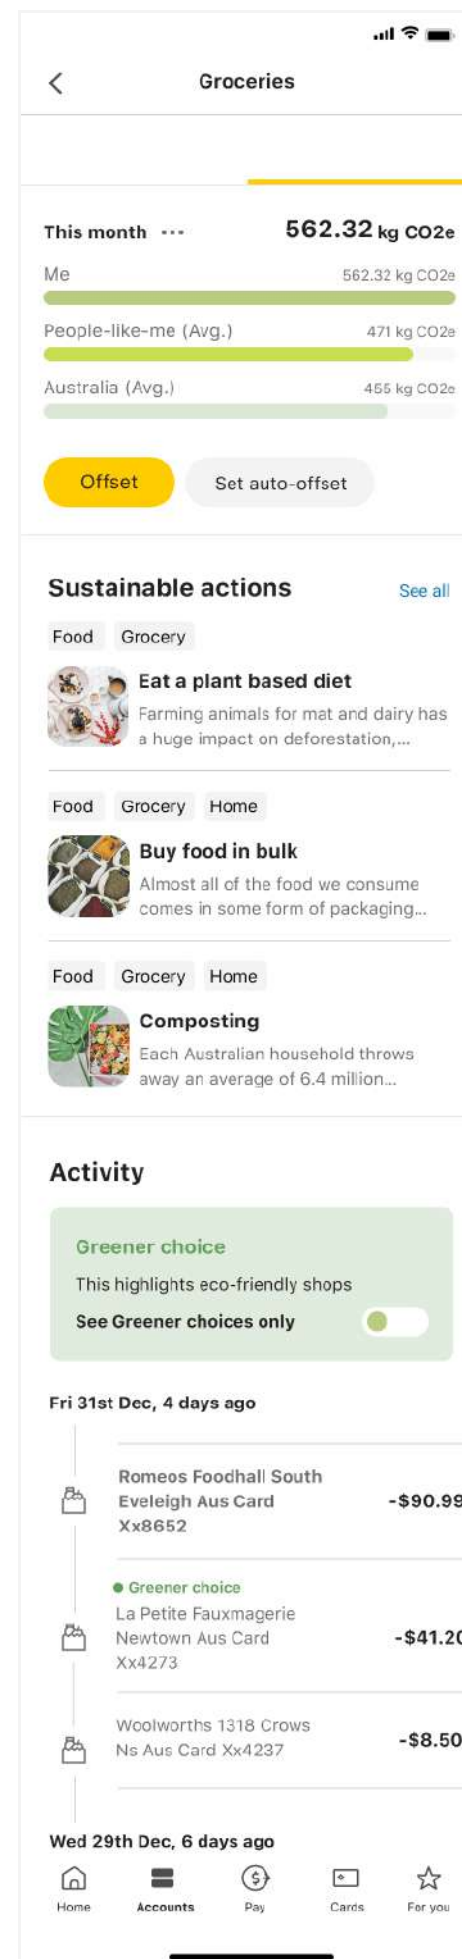 Groceries
This month ... 562.32 kg CO2e
Me 562.32 kg CO2e
People-like-me (Avg.) 471 kg CO2e
Australia (Avg.) 455 kg CO2e
Offset Set auto-offset
Sustainable actions See all
Food Grocery
Eat a plant based diet
Farming animals for mat and dairy has
a huge impact on deforestation,...
Food Grocery Home
Buy food in bulk
Almost all of the food we consume
comes in some form of packaging...
Food Grocery Home
Composting
Each Australian household throws
away an average of 6.4 million...
Activity
Greener choice
This highlights eco-friendly shops
See Greener choices only
Fri 31st Dec, 4 days ago
Romeos Foodhall South
Eveleigh Aus Card -$90.99
Xx8652
Greener choice
La Petite Fauxmagerie
Newtown Aus Card -$41.20
Xx4273
Woolworths 1318 Crows
Ns Aus Card Xx4237 -$8.50
Wed 29th Dec, 6 days ago
Home Accounts Pay Cards For you